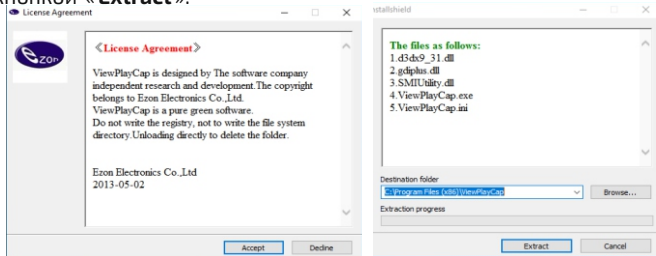 кнопкой «Extract».
License Agreement
Ezon
《License Agreement》
ViewPlayCap is designed by The software company
independent research and development.The copyright
belongs to Ezon Electronics Co.,Ltd.
ViewPlayCap is a pure green software.
Do not write the registry, not to write the file system
directory.Unloading directly to delete the folder.
Ezon Electronics Co.,Ltd
2013-05-02
Accept
Decline
nstallshield
The files as follows:
1.d3dx9_31.dll
2.gdiplus.dll
3.SMIUtility.dll
4.ViewPlayCap.exe
5.ViewPlayCap.ini
Destination folder
C:\Program Files (x86)\ViewPlayCap
Browse...
Extraction progress
Extract
Cancel